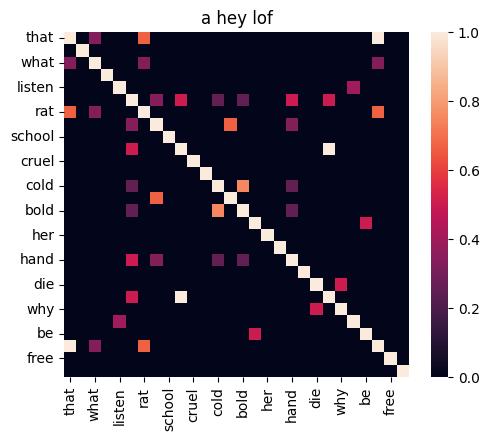 a hey lof
that
what
listen
rat
school
cruel
cold
bold
her
hand
die
why
be
free
1.0
0.8
0.6
0.4
0.2
0.0
that what listen rat school cruel cold bold her hand die why be free